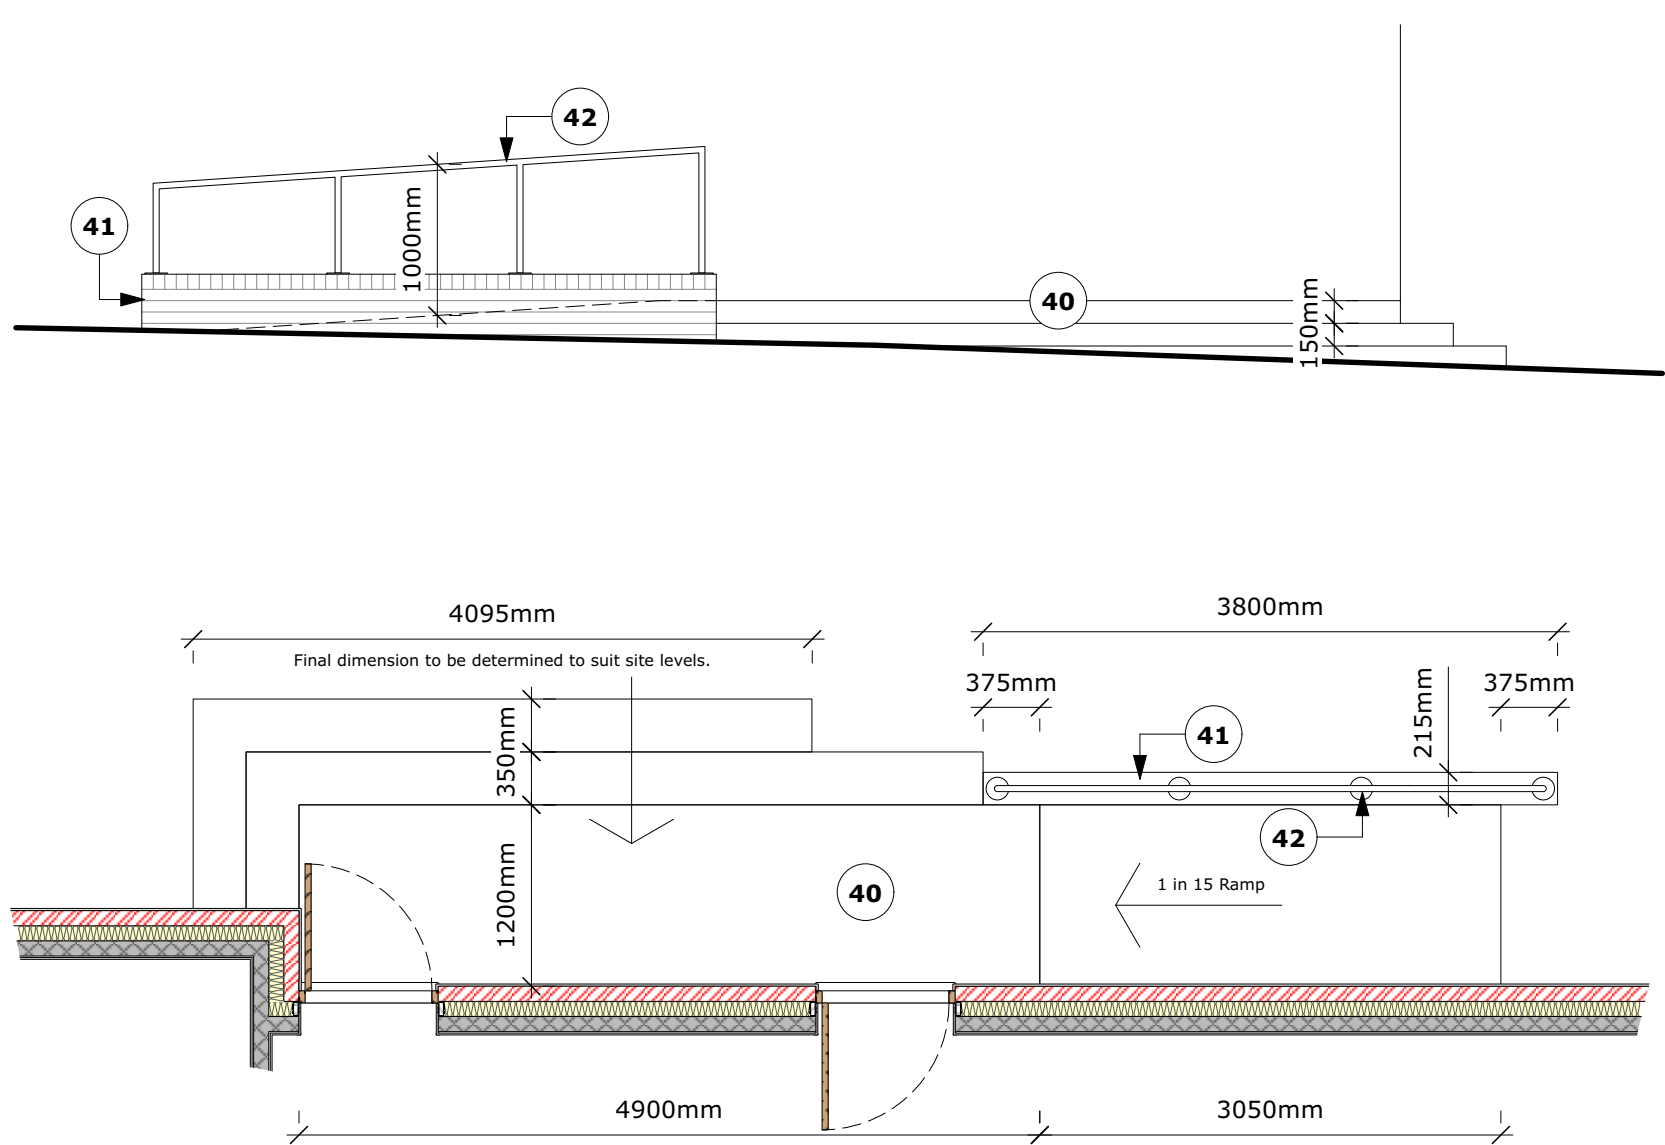 42
41
1000mm
40
150mm
4095mm
3800mm
Final dimension to be determined to suit site levels.
375mm
375mm
350mm
215mm
41
42
1200mm
40
1 in 15 Ramp
4900mm
3050mm